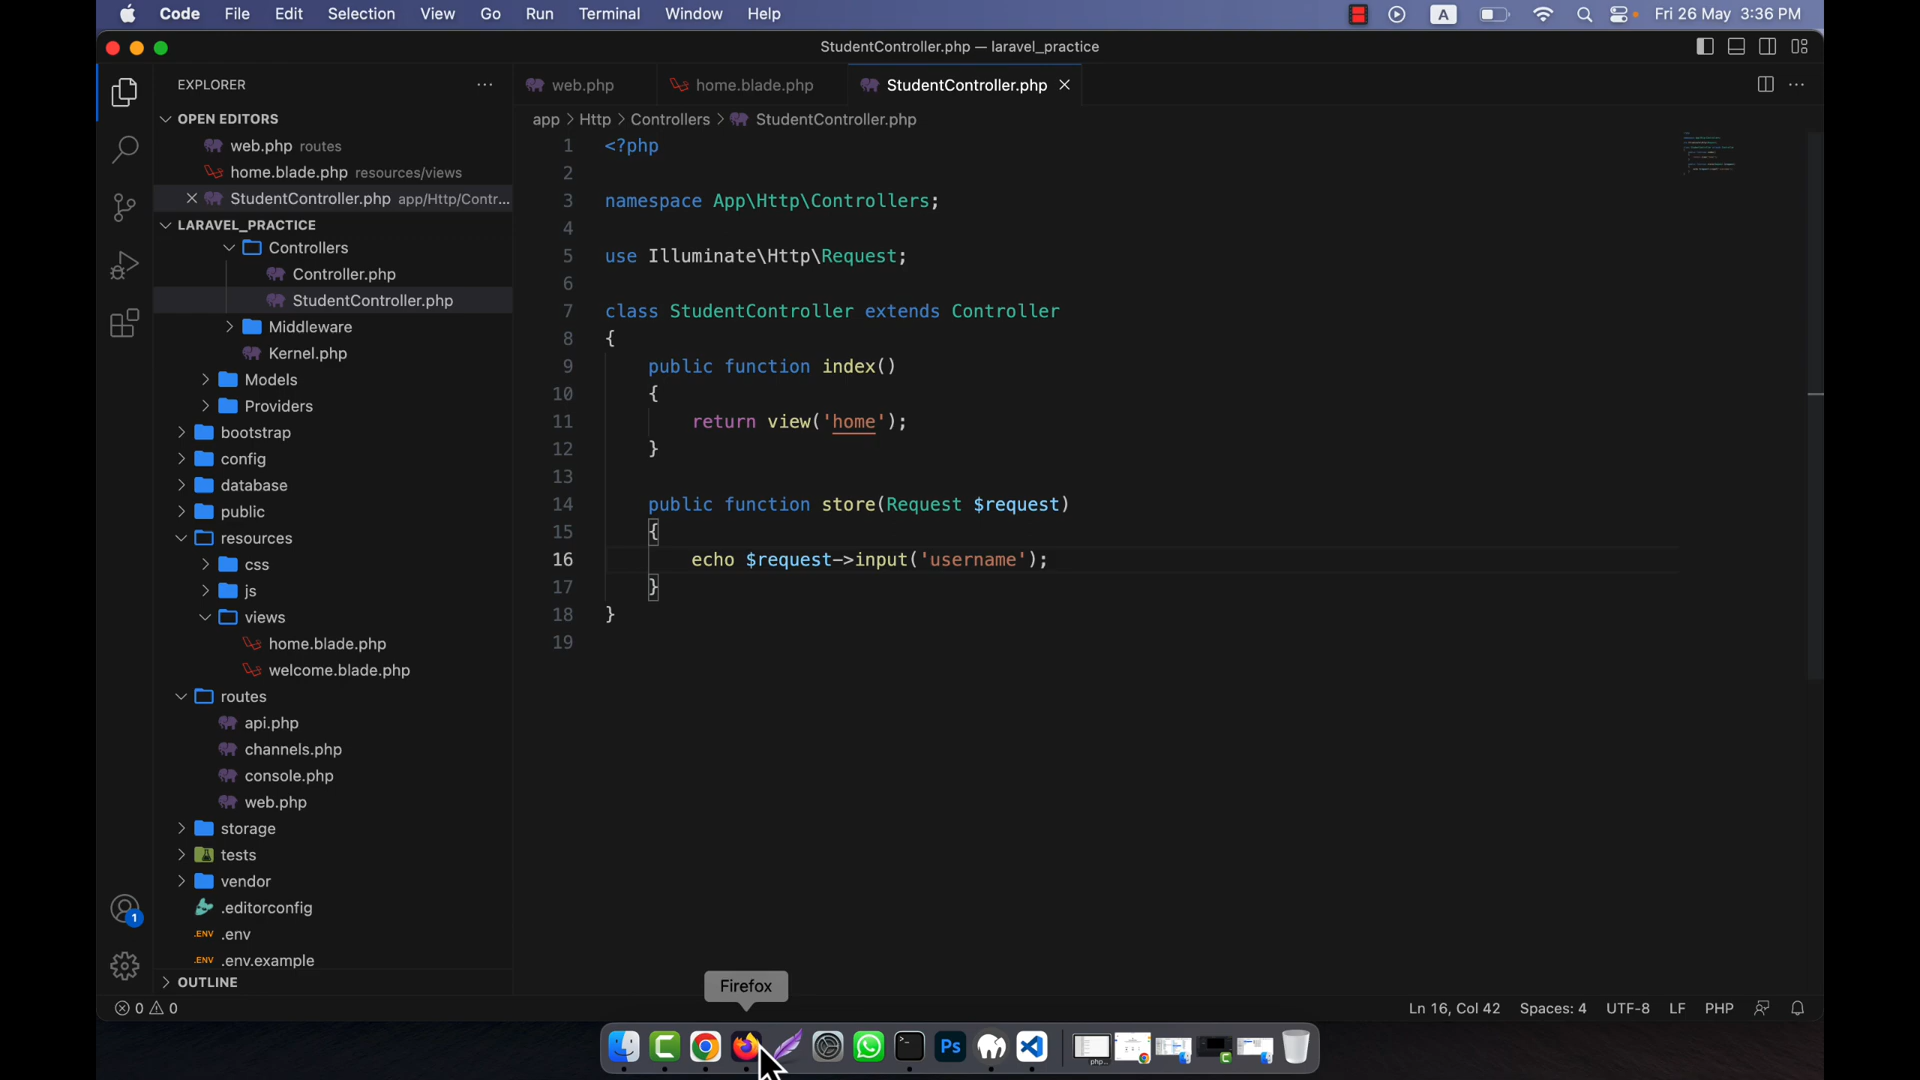 Code File Edit Selection View Go Run Terminal Window Help A Fri 26 May 3:36 PM
StudentController.php — laravel_practice
EXPLORER
web.php home.blade.php StudentController.php
OPEN EDITORS
web.php routes
home.blade.php resources/views
StudentController.php app/Http/Contr...
LARAVEL_PRACTICE
Controllers
Controller.php
StudentController.php
Middleware
Kernel.php
Models
Providers
bootstrap
config
database
public
resources
css
js
views
home.blade.php
welcome.blade.php
routes
api.php
channels.php
console.php
web.php
storage
tests
vendor
.editorconfig
.ENV .env
.ENV .env.example
OUTLINE
1
app > Http > Controllers > StudentController.php
1 <?php
2
3 namespace App\Http\Controllers;
4
5 use Illuminate\Http\Request;
6
7 class StudentController extends Controller
8 {
9 public function index()
10 {
11 return view('home');
12 }
13
14 public function store(Request $request)
15 {
16 echo $request->input('username');
17 }
18 }
19
Firefox
0 0
Ln 16, Col 42 Spaces: 4 UTF-8 LF PHP
Ps
php